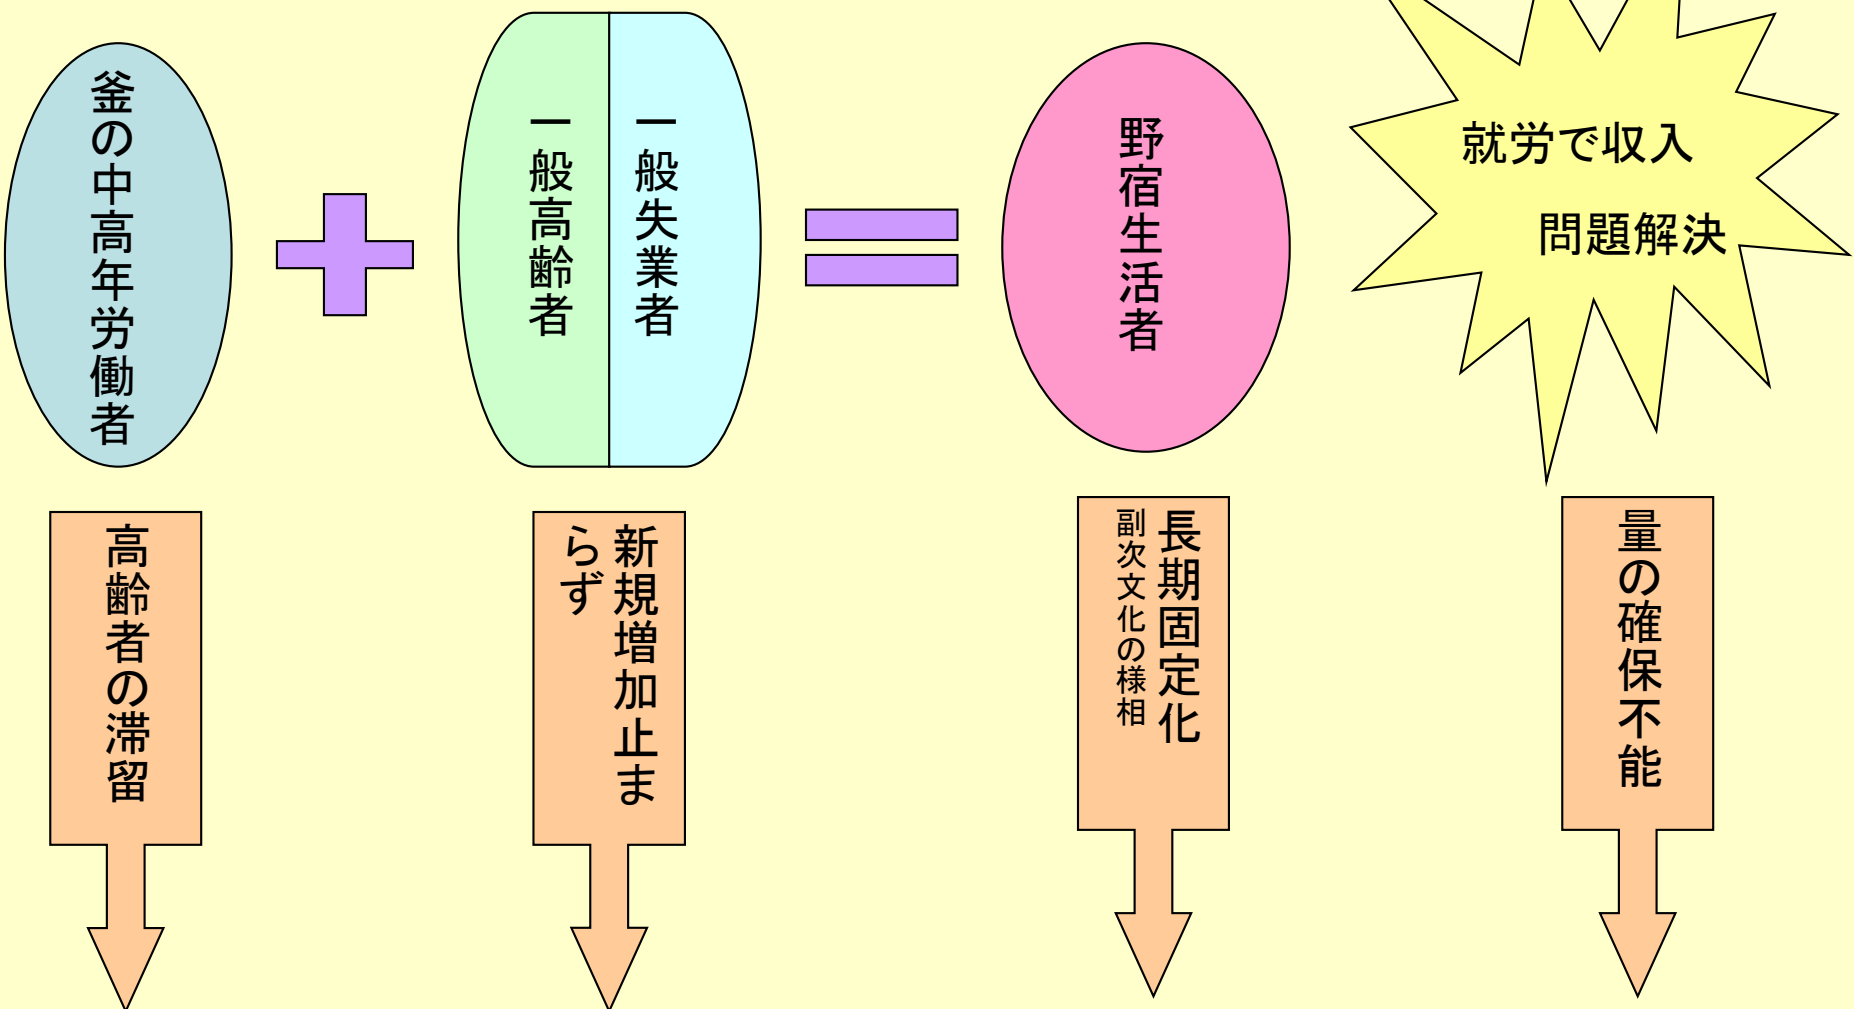 釜の中高年労働者
一般失業者
一般高齢者
野宿生活者
就労で収入
問題解決
高齢者の滞留
新規増加止ま
らず
長期固定化
副次文化の様相
量の確保不能